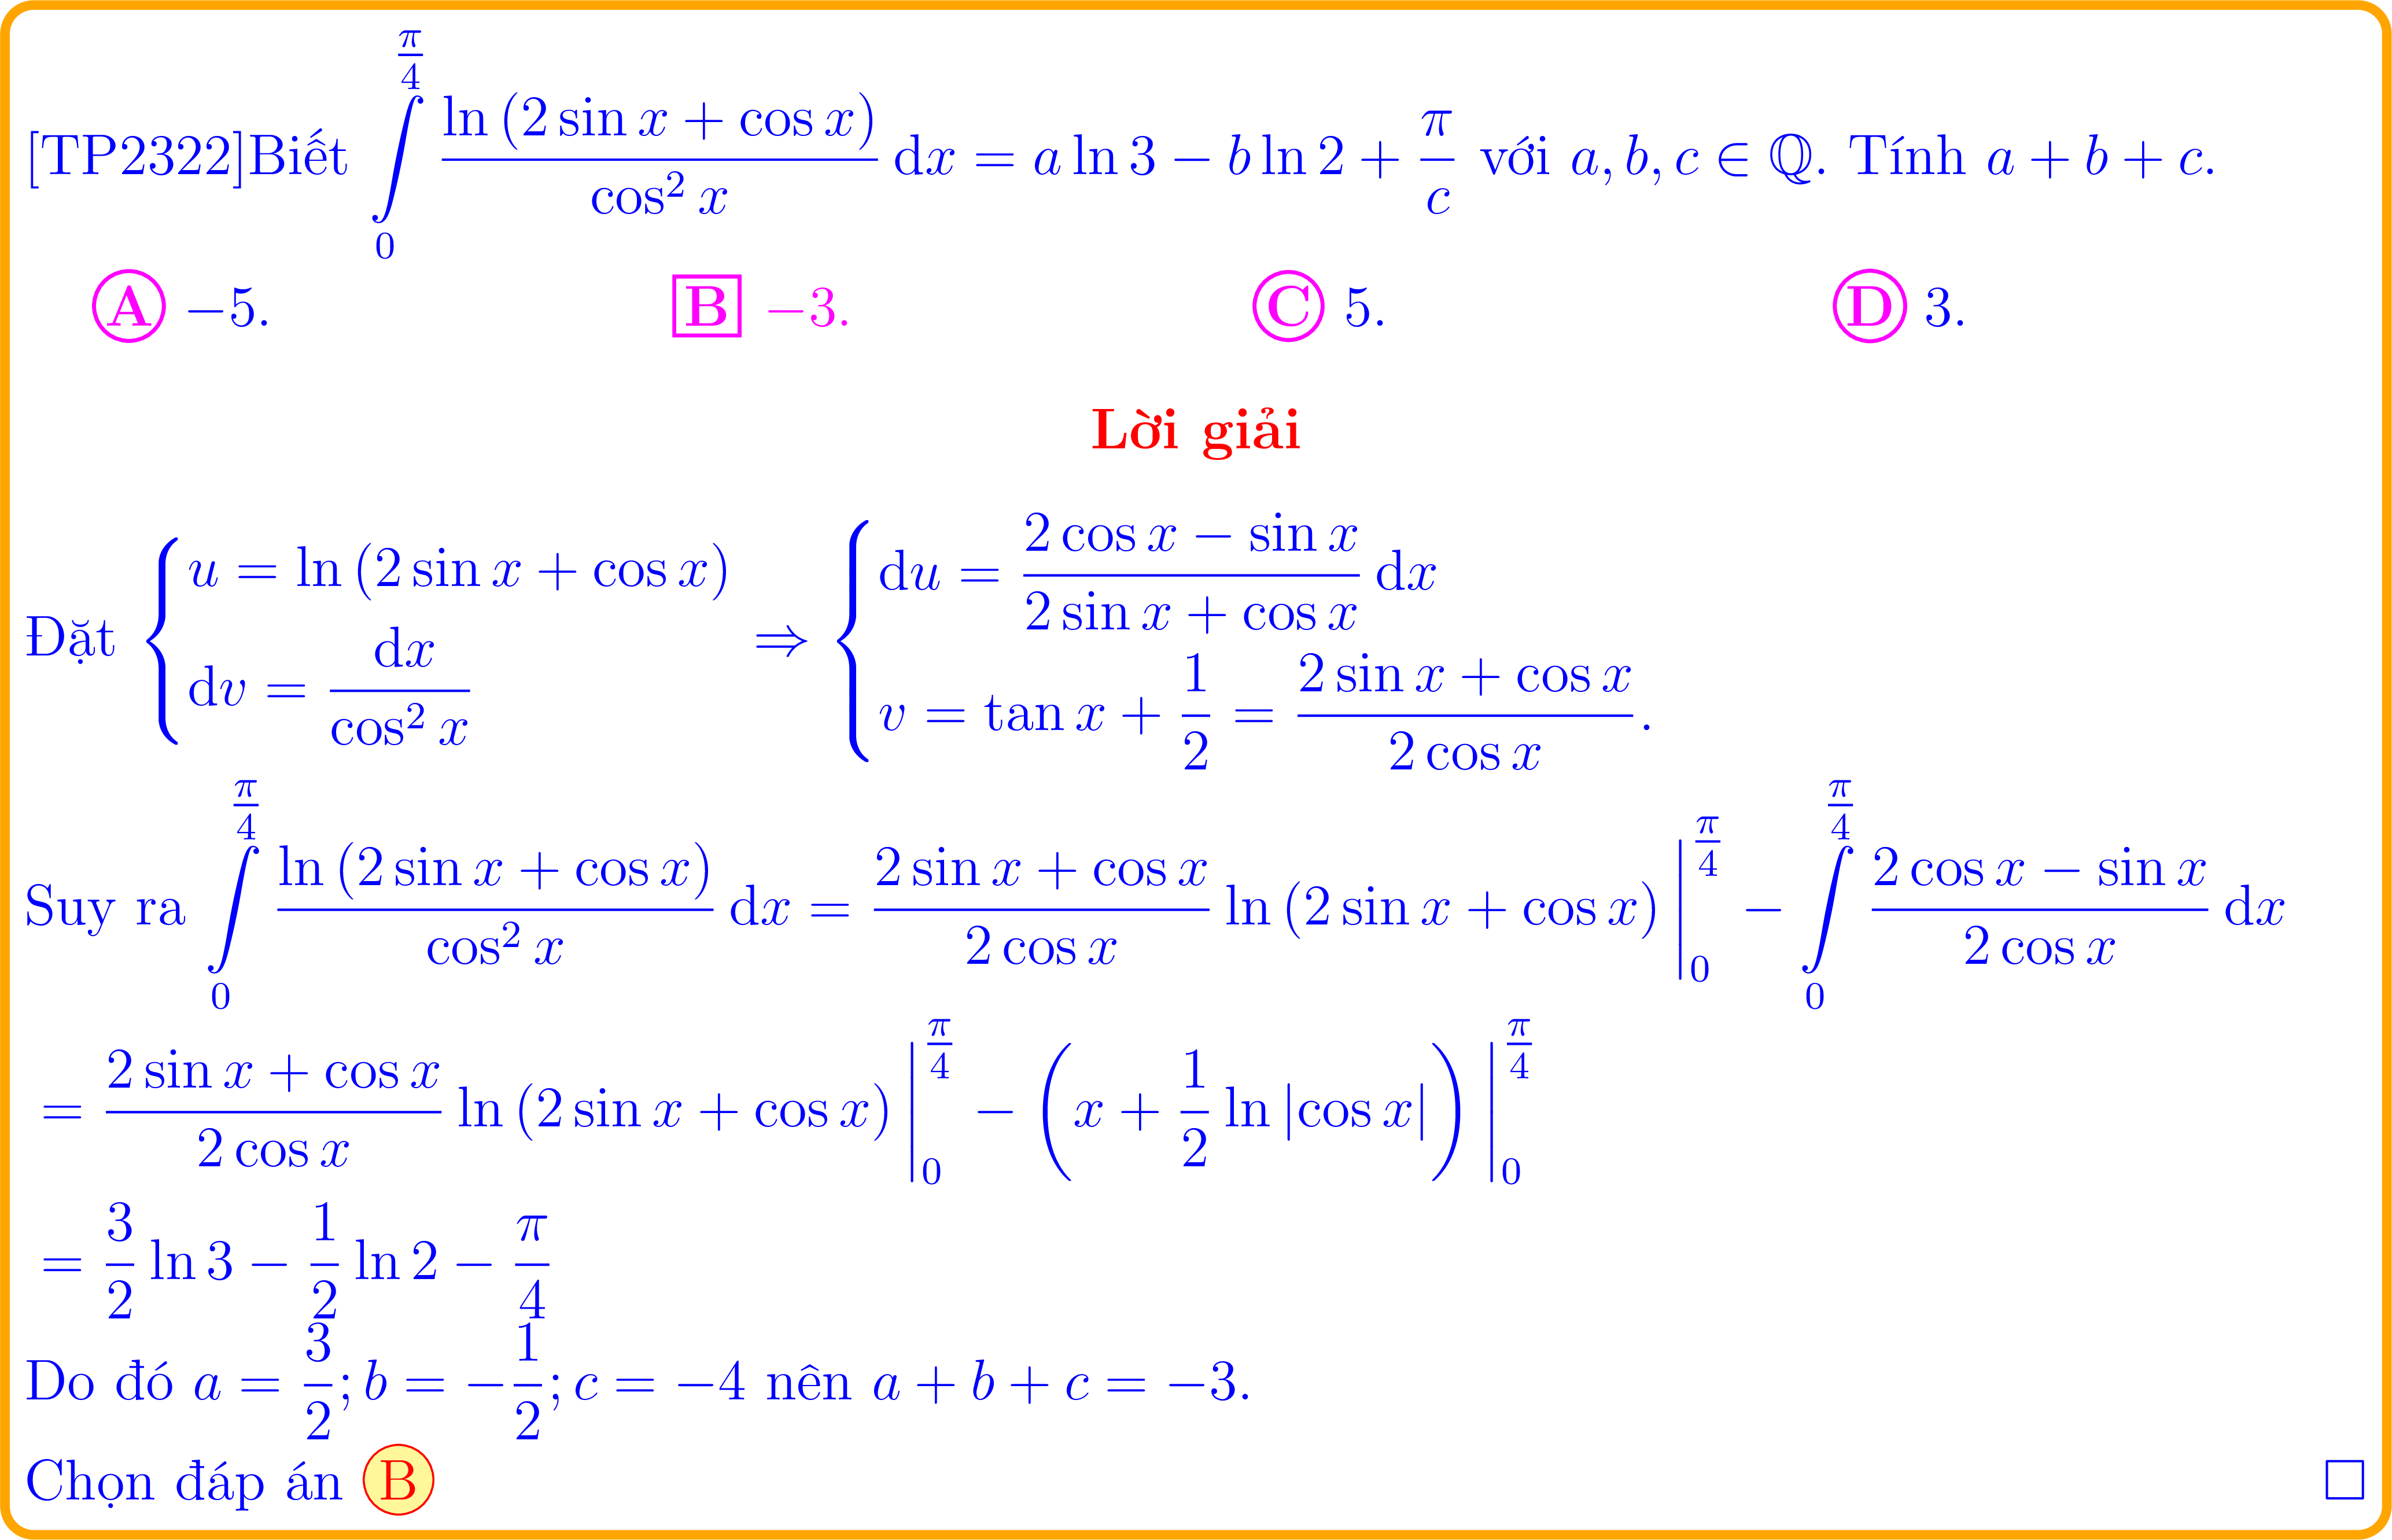 [TP2322]Biết $\int\limits_0^{\frac{\pi}{4}} \frac{\ln(2\sin x + \cos x)}{\cos^2 x} \, \mathrm{d}x = a\ln 3 - b\ln 2 + \frac{\pi}{c}$ với $a, b, c \in \mathbb{Q}$. Tính $a + b + c$.
Ⓐ −5. B −3. Ⓒ 5. Ⓓ 3.
Lời giải
Đặt $\begin{cases} u = \ln(2\sin x + \cos x) \\ \mathrm{d}v = \frac{\mathrm{d}x}{\cos^2 x} \end{cases} \Rightarrow \begin{cases} \mathrm{d}u = \frac{2\cos x - \sin x}{2\sin x + \cos x} \, \mathrm{d}x \\ v = \tan x + \frac{1}{2} = \frac{2\sin x + \cos x}{2\cos x}. \end{cases}$
Suy ra $\int\limits_0^{\frac{\pi}{4}} \frac{\ln(2\sin x + \cos x)}{\cos^2 x} \, \mathrm{d}x = \frac{2\sin x + \cos x}{2\cos x} \ln(2\sin x + \cos x) \Big|_0^{\frac{\pi}{4}} - \int\limits_0^{\frac{\pi}{4}} \frac{2\cos x - \sin x}{2\cos x} \, \mathrm{d}x$
$= \frac{2\sin x + \cos x}{2\cos x} \ln(2\sin x + \cos x) \Big|_0^{\frac{\pi}{4}} - \left( x + \frac{1}{2} \ln|\cos x| \right) \Big|_0^{\frac{\pi}{4}}$
$= \frac{3}{2}\ln 3 - \frac{1}{2}\ln 2 - \frac{\pi}{4}$
Do đó $a = \frac{3}{2}; b = -\frac{1}{2}; c = -4$ nên $a + b + c = -3$.
Chọn đáp án Ⓑ □